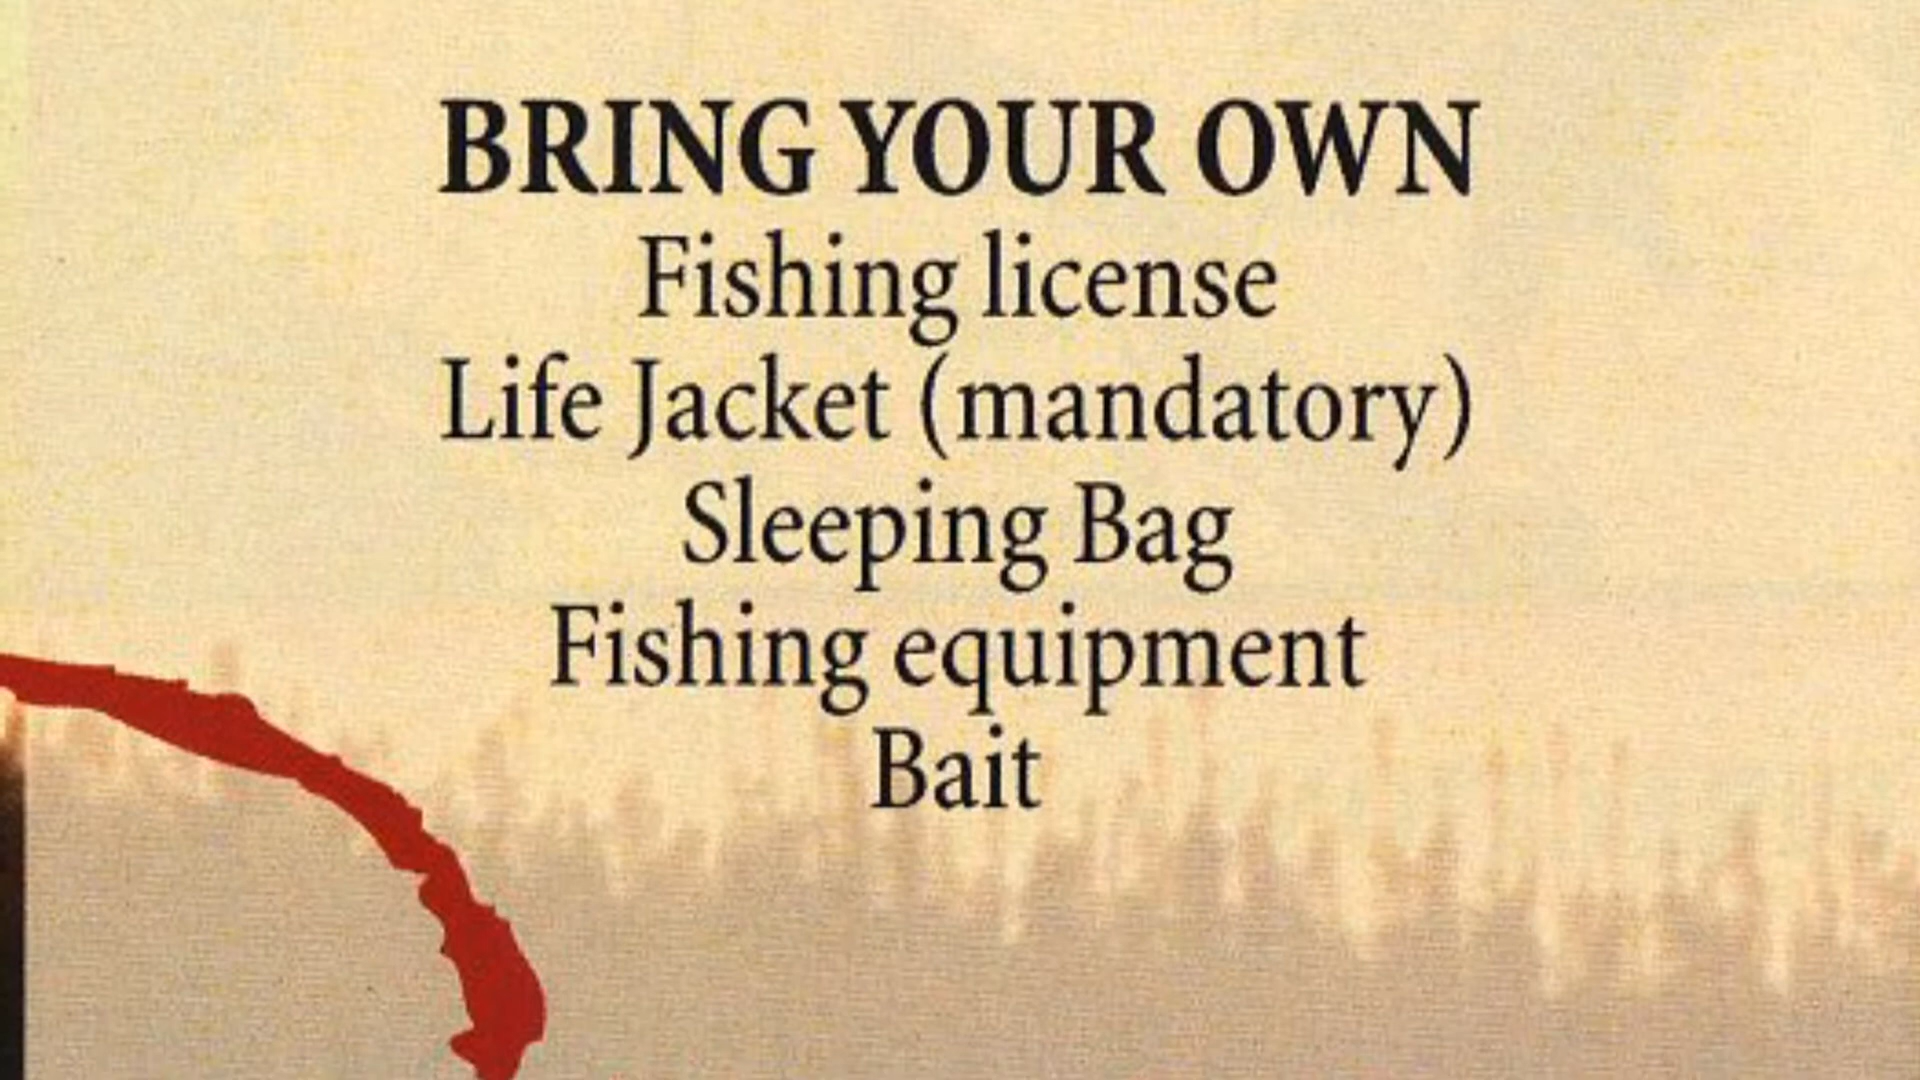 BRING YOUR OWN
Fishing license
Life Jacket (mandatory)
Sleeping Bag
Fishing equipment
Bait